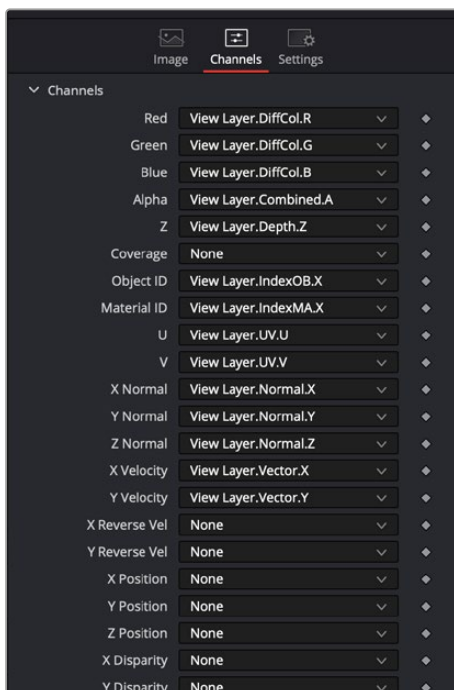 Image Channels Settings
Channels
Red View Layer.DiffCol.R
Green View Layer.DiffCol.G
Blue View Layer.DiffCol.B
Alpha View Layer.Combined.A
Z View Layer.Depth.Z
Coverage None
Object ID View Layer.IndexOB.X
Material ID View Layer.IndexMA.X
U View Layer.UV.U
V View Layer.UV.V
X Normal View Layer.Normal.X
Y Normal View Layer.Normal.Y
Z Normal View Layer.Normal.Z
X Velocity View Layer.Vector.X
Y Velocity View Layer.Vector.Y
X Reverse Vel None
Y Reverse Vel None
X Position None
Y Position None
Z Position None
X Disparity None
Y Disparity None